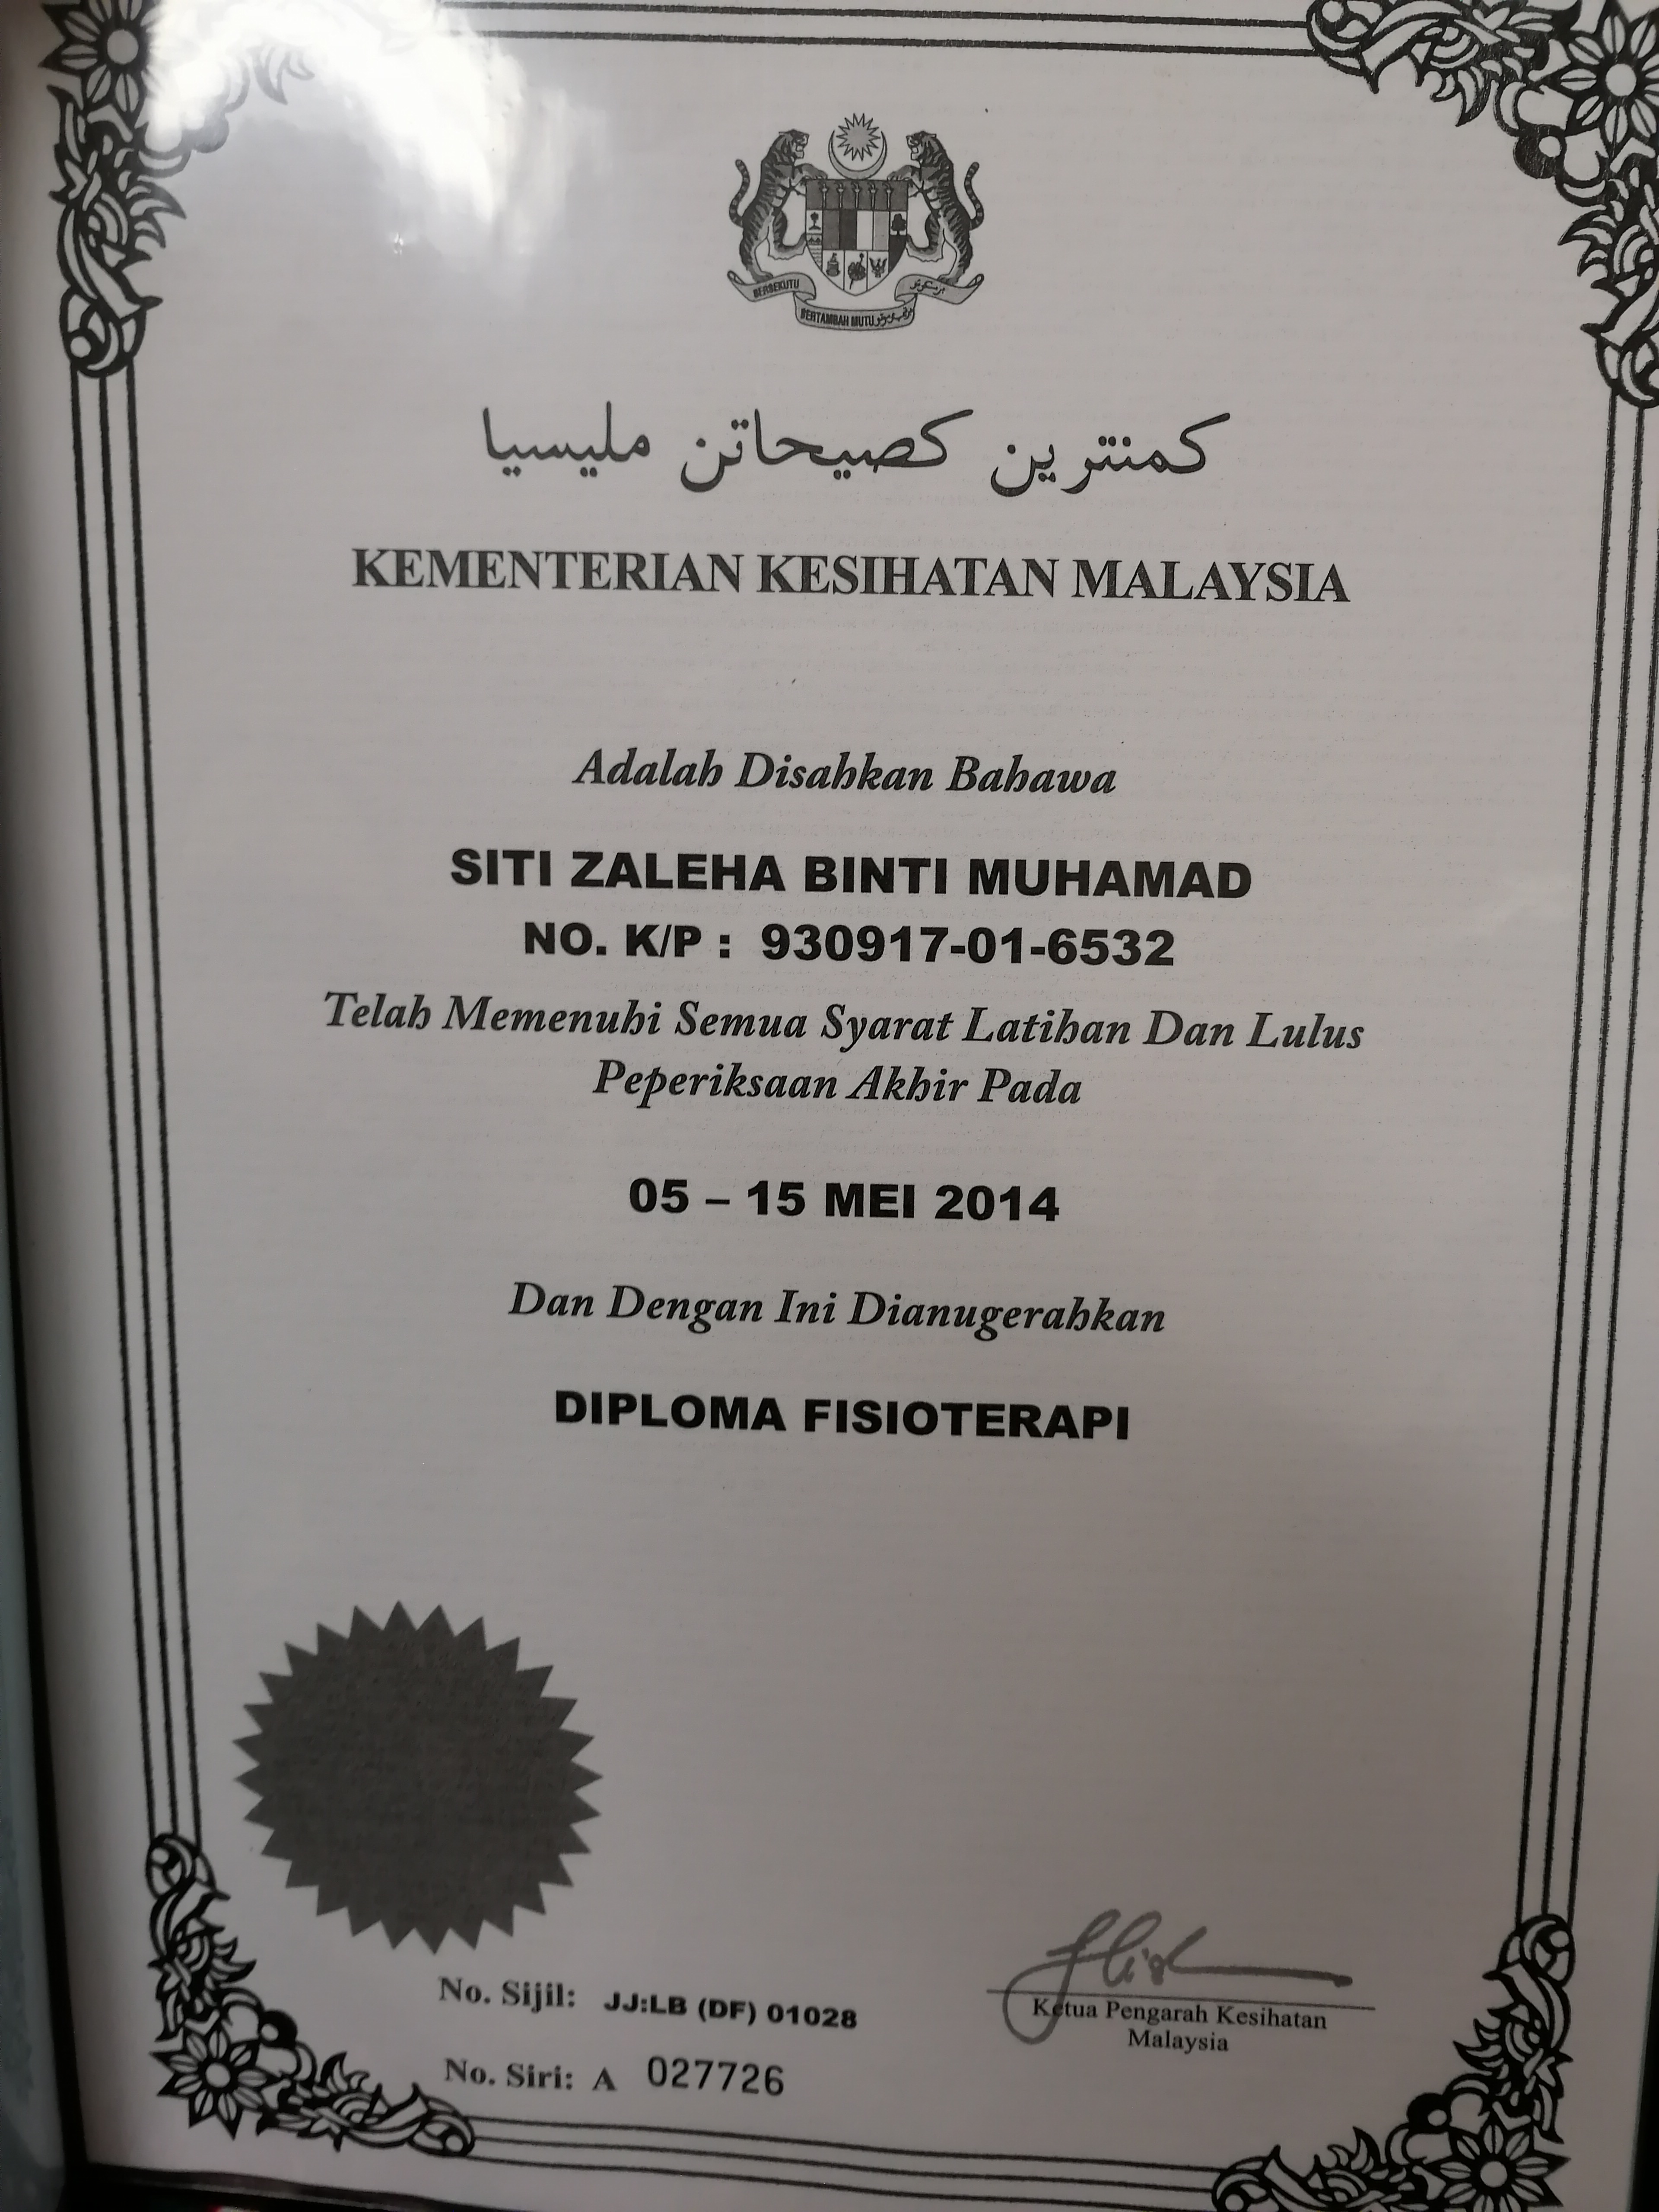 BERSEKUTU
BERTAMBAH MUTU
كمنترين كصيحاتن مليسيا
KEMENTERIAN KESIHATAN MALAYSIA
Adalah Disahkan Bahawa
SITI ZALEHA BINTI MUHAMAD
NO. K/P : 930917-01-6532
Telah Memenuhi Semua Syarat Latihan Dan Lulus
Peperiksaan Akhir Pada
05 – 15 MEI 2014
Dan Dengan Ini Dianugerahkan
DIPLOMA FISIOTERAPI
No. Sijil: JJ:LB (DF) 01028
No. Siri: A 027726
Ketua Pengarah Kesihatan
Malaysia